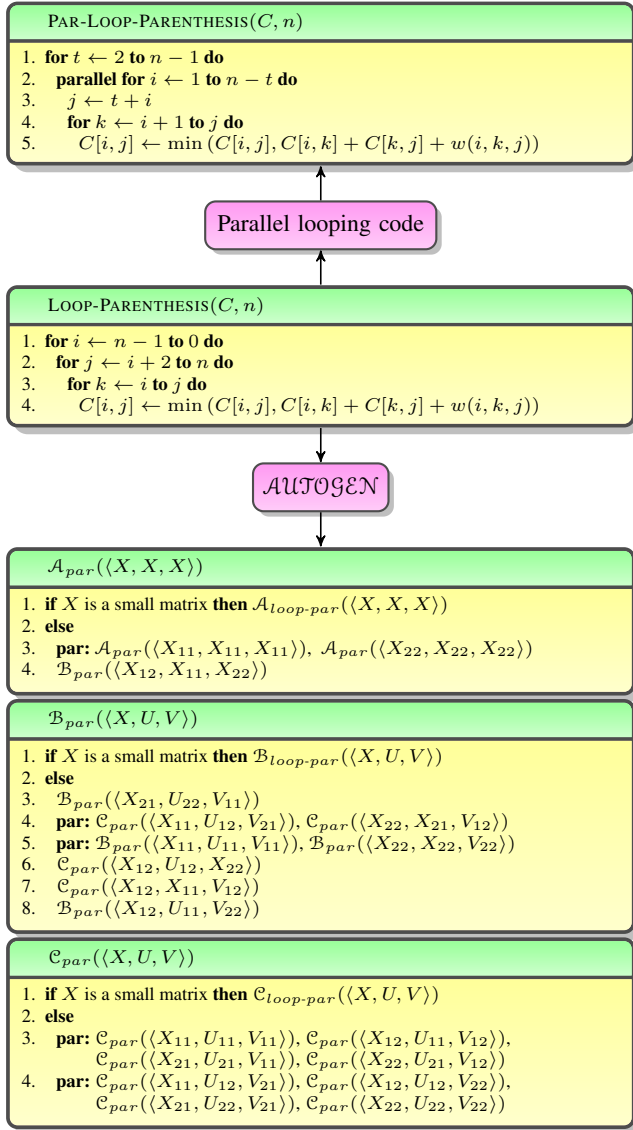 PAR-LOOP-PARENTHESIS(C, n)
1. for t ← 2 to n − 1 do
2. parallel for i ← 1 to n − t do
3. j ← t + i
4. for k ← i + 1 to j do
5. C[i, j] ← min (C[i, j], C[i, k] + C[k, j] + w(i, k, j))
Parallel looping code
LOOP-PARENTHESIS(C, n)
1. for i ← n − 1 to 0 do
2. for j ← i + 2 to n do
3. for k ← i to j do
4. C[i, j] ← min (C[i, j], C[i, k] + C[k, j] + w(i, k, j))
𝒜𝒰𝒯𝒪𝒢ℰ𝒩
𝒜_par(⟨X, X, X⟩)
1. if X is a small matrix then 𝒜_loop-par(⟨X, X, X⟩)
2. else
3. par: 𝒜_par(⟨X₁₁, X₁₁, X₁₁⟩), 𝒜_par(⟨X₂₂, X₂₂, X₂₂⟩)
4. ℬ_par(⟨X₁₂, X₁₁, X₂₂⟩)
ℬ_par(⟨X, U, V⟩)
1. if X is a small matrix then ℬ_loop-par(⟨X, U, V⟩)
2. else
3. ℬ_par(⟨X₂₁, U₂₂, V₁₁⟩)
4. par: 𝒞_par(⟨X₁₁, U₁₂, V₂₁⟩), 𝒞_par(⟨X₂₂, X₂₁, V₁₂⟩)
5. par: ℬ_par(⟨X₁₁, U₁₁, V₁₁⟩), ℬ_par(⟨X₂₂, X₂₂, V₂₂⟩)
6. 𝒞_par(⟨X₁₂, U₁₂, X₂₂⟩)
7. 𝒞_par(⟨X₁₂, X₁₁, V₁₂⟩)
8. ℬ_par(⟨X₁₂, U₁₁, V₂₂⟩)
𝒞_par(⟨X, U, V⟩)
1. if X is a small matrix then 𝒞_loop-par(⟨X, U, V⟩)
2. else
3. par: 𝒞_par(⟨X₁₁, U₁₁, V₁₁⟩), 𝒞_par(⟨X₁₂, U₁₁, V₁₂⟩),
𝒞_par(⟨X₂₁, U₂₁, V₁₁⟩), 𝒞_par(⟨X₂₂, U₂₁, V₁₂⟩)
4. par: 𝒞_par(⟨X₁₁, U₁₂, V₂₁⟩), 𝒞_par(⟨X₁₂, U₁₂, V₂₂⟩),
𝒞_par(⟨X₂₁, U₂₂, V₂₁⟩), 𝒞_par(⟨X₂₂, U₂₂, V₂₂⟩)